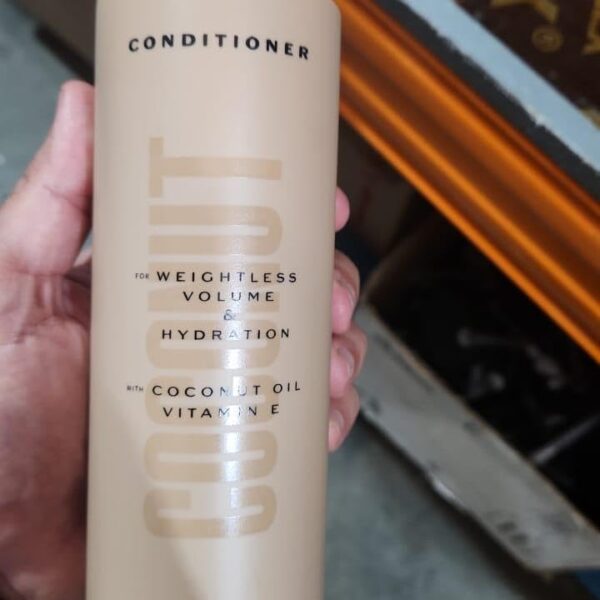 CONDITIONER
COCONUT
FOR WEIGHTLESS
VOLUME
&
HYDRATION
WITH COCONUT OIL
VITAMIN E